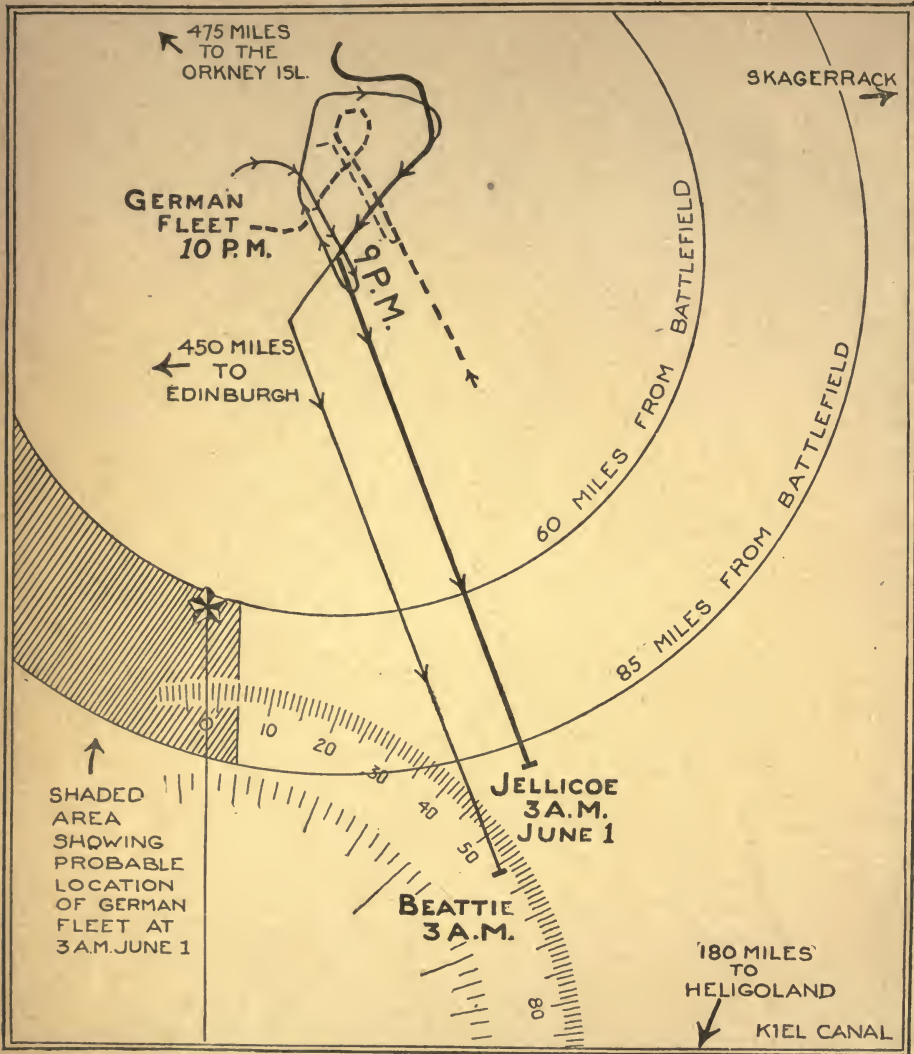 475 MILES
TO THE
ORKNEY ISL.
SKAGERRACK
GERMAN
FLEET
10 P.M.
9 P.M.
450 MILES
TO
EDINBURGH
60 MILES FROM BATTLEFIELD
85 MILES FROM BATTLEFIELD
0
10
20
30
40
50
80
JELLICOE
3 A.M.
JUNE 1
BEATTIE
3 A.M.
SHADED
AREA
SHOWING
PROBABLE
LOCATION
OF GERMAN
FLEET AT
3 A.M. JUNE 1
180 MILES
TO
HELIGOLAND
KIEL CANAL